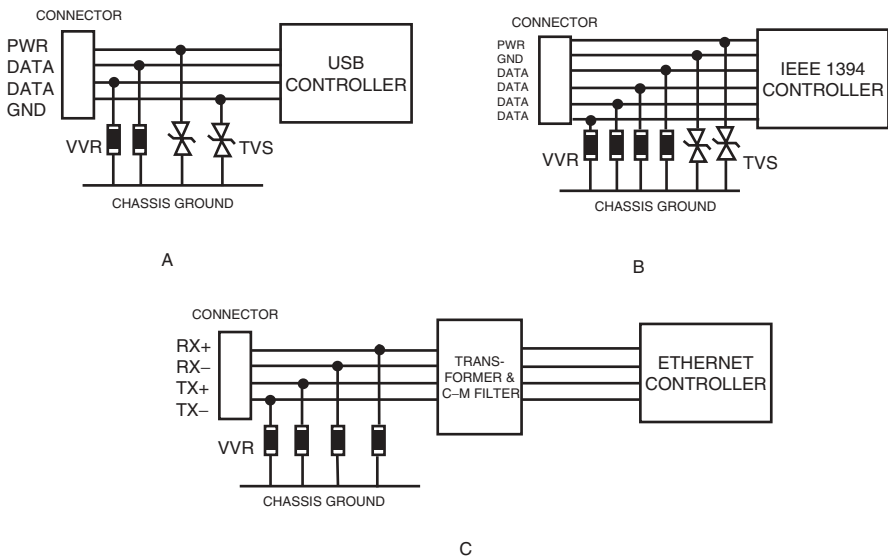 CONNECTOR
PWR
DATA
DATA
GND
USB
CONTROLLER
VVR
TVS
CHASSIS GROUND
A
CONNECTOR
PWR
GND
DATA
DATA
DATA
DATA
IEEE 1394
CONTROLLER
VVR
TVS
CHASSIS GROUND
B
CONNECTOR
RX+
RX–
TX+
TX–
TRANS-
FORMER &
C–M FILTER
ETHERNET
CONTROLLER
VVR
CHASSIS GROUND
C